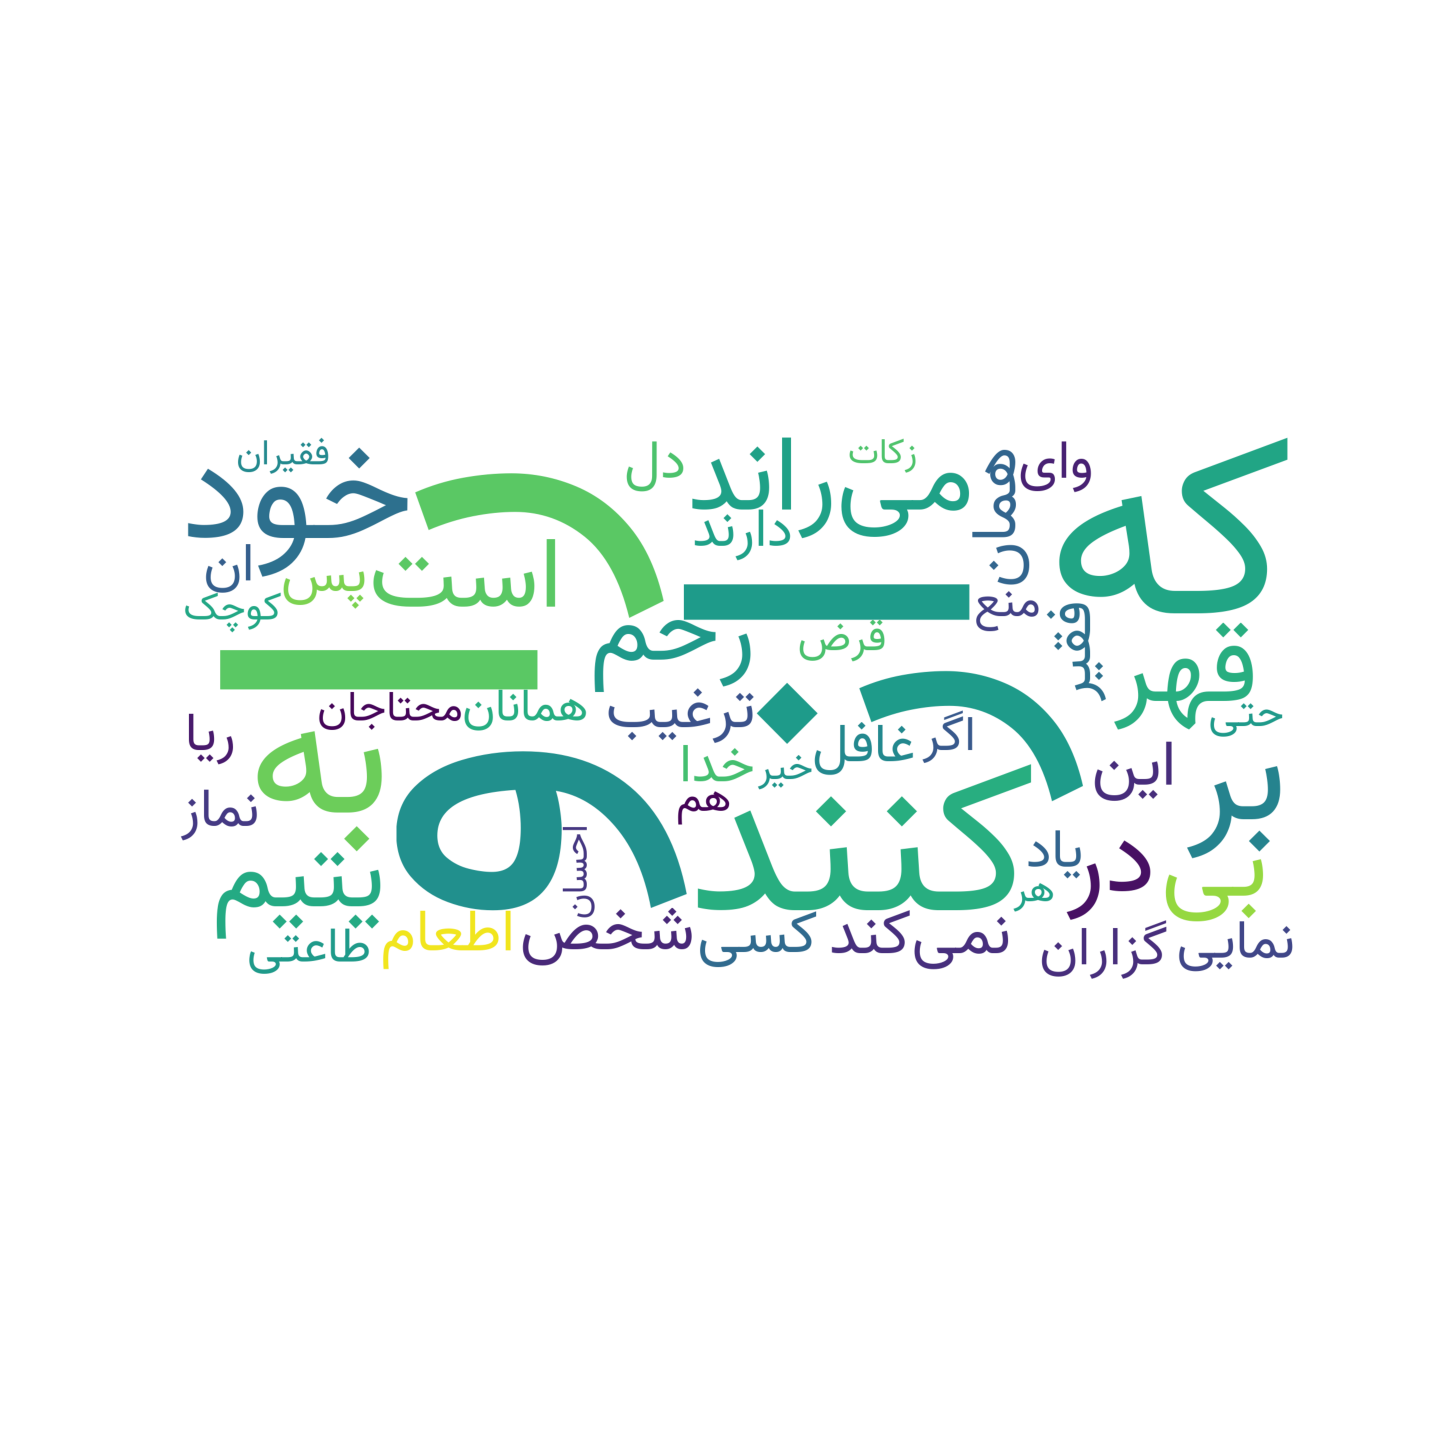 که
وای
زکات
می‌راند
دل
فقیران
خود
همان
دارند
است
پس
ان
کوچک
منع
فقیر
قهر
قرض
رحم
حتی
ترغیب
همانان
محتاجان
ریا
این
اگر
غافل
خیر
خدا
هم
به
بر
نماز
و
کنند
یاد
در
بی
هر
احسان
یتیم
نمایی
گزاران
نمی‌کند
کسی
شخص
اطعام
طاعتی